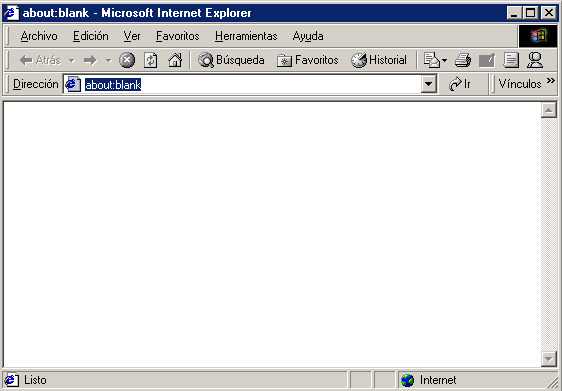 about:blank - Microsoft Internet Explorer
Archivo Edición Ver Favoritos Herramientas Ayuda
Atrás Búsqueda Favoritos Historial
Dirección about:blank Ir Vínculos »
Listo Internet